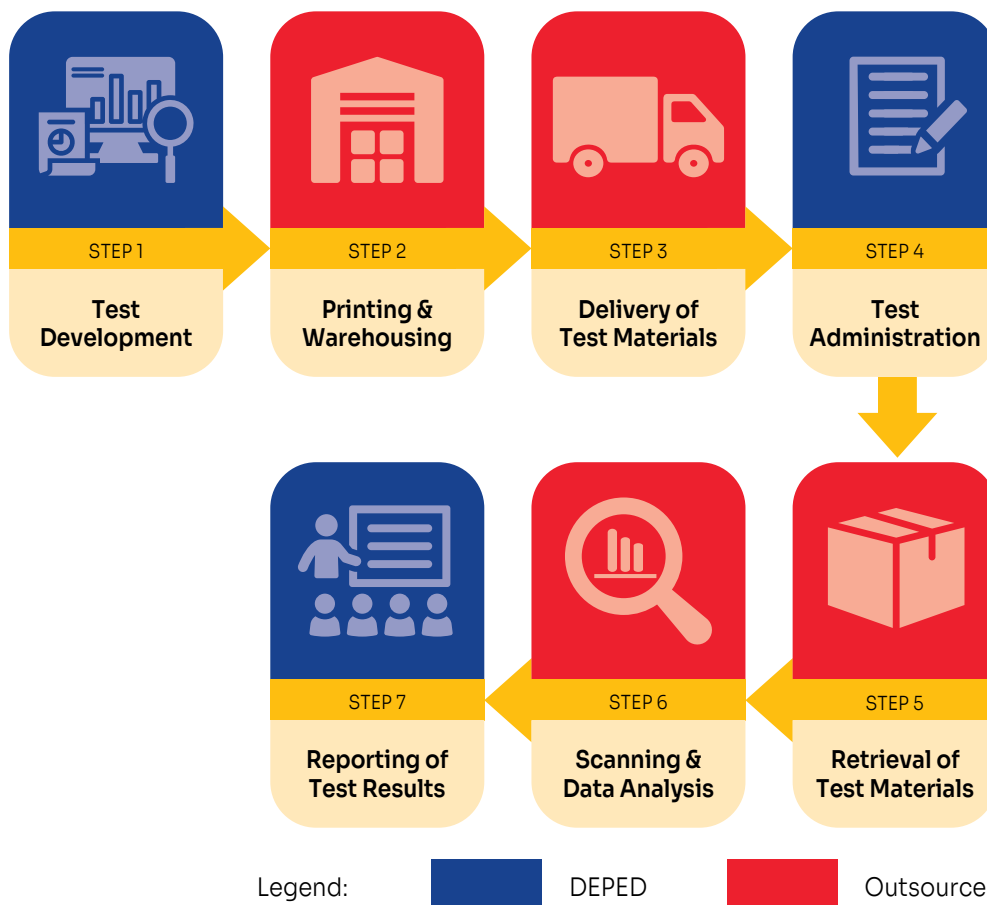 STEP 1
Test
Development
STEP 2
Printing &
Warehousing
STEP 3
Delivery of
Test Materials
STEP 4
Test
Administration
STEP 7
Reporting of
Test Results
STEP 6
Scanning &
Data Analysis
STEP 5
Retrieval of
Test Materials
Legend:
DEPED
Outsource